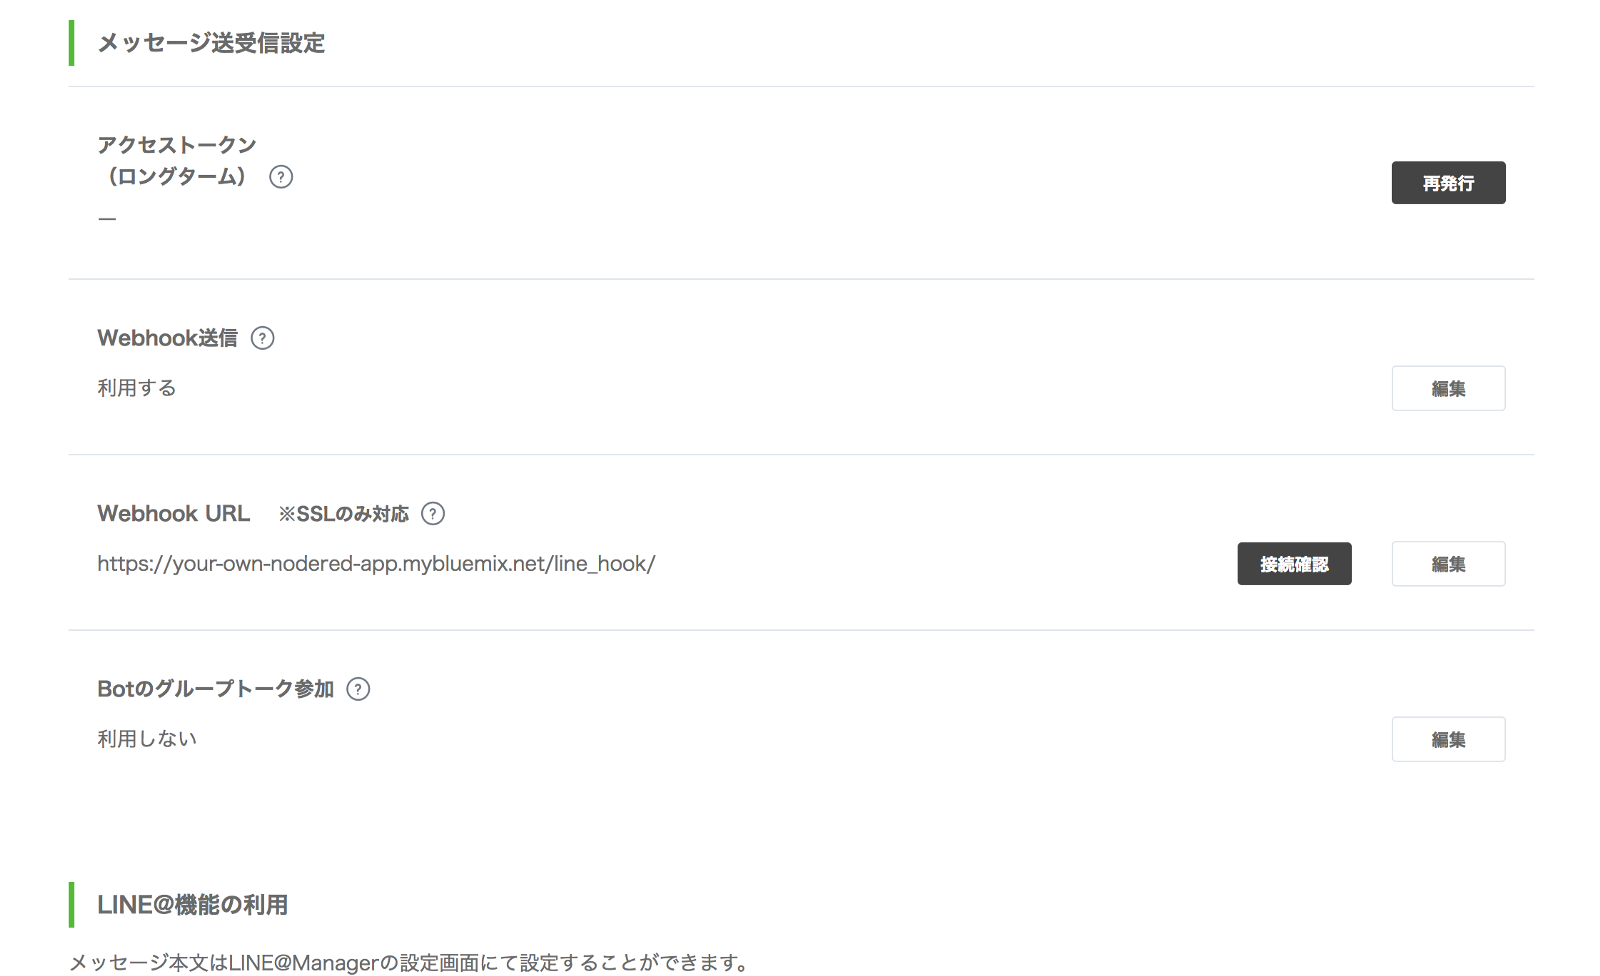 メッセージ送受信設定
アクセストークン
（ロングターム） ?
—
再発行
Webhook送信 ?
利用する
編集
Webhook URL ※SSLのみ対応 ?
https://your-own-nodered-app.mybluemix.net/line_hook/
接続確認 編集
Botのグループトーク参加 ?
利用しない
編集
LINE@機能の利用
メッセージ本文はLINE@Managerの設定画面にて設定することができます。